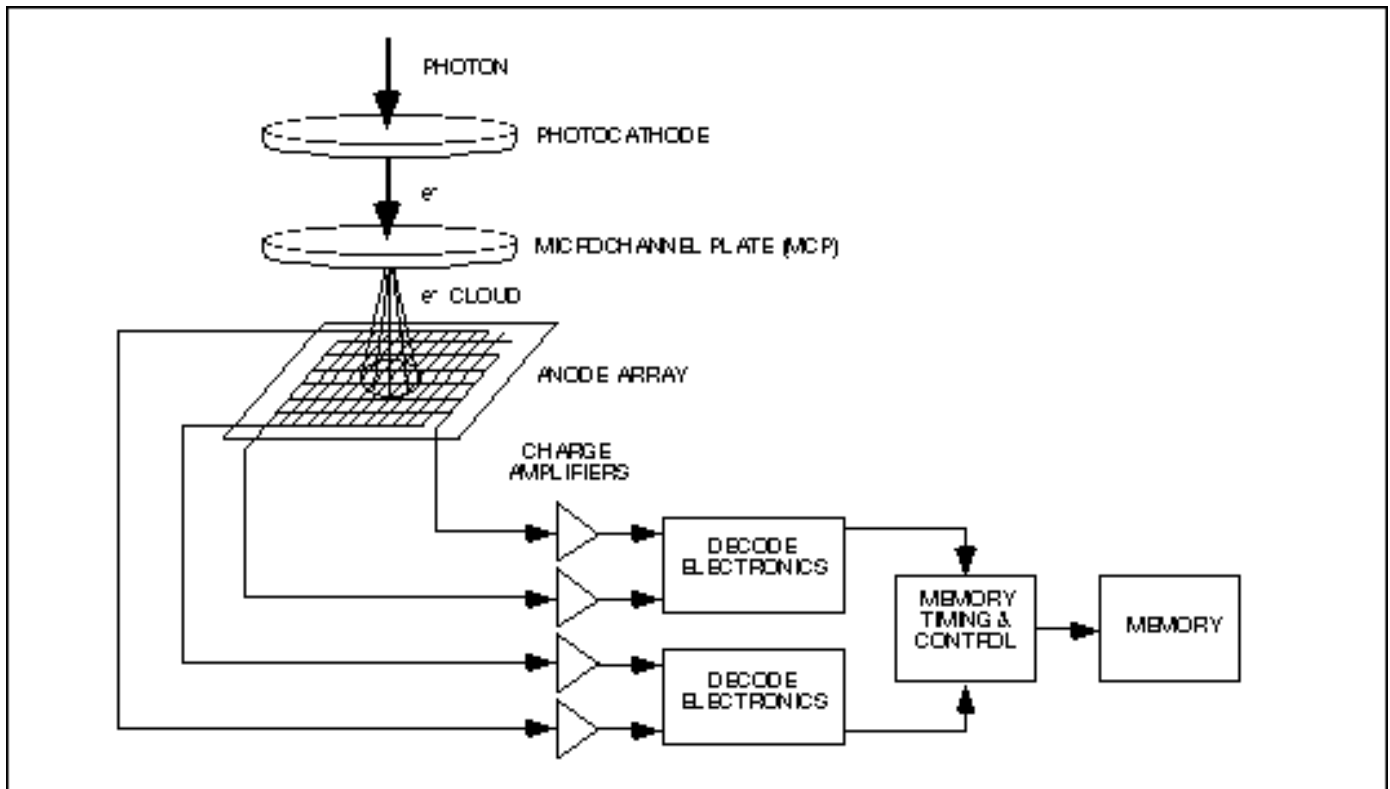 PHOTON
PHOTOCATHODE
e-
MICROCHANNEL PLATE (MCP)
e- CLOUD
ANODE ARRAY
CHARGE
AMPLIFIERS
DECODE
ELECTRONICS
MEMORY
TIMING &
CONTROL
MEMORY
DECODE
ELECTRONICS